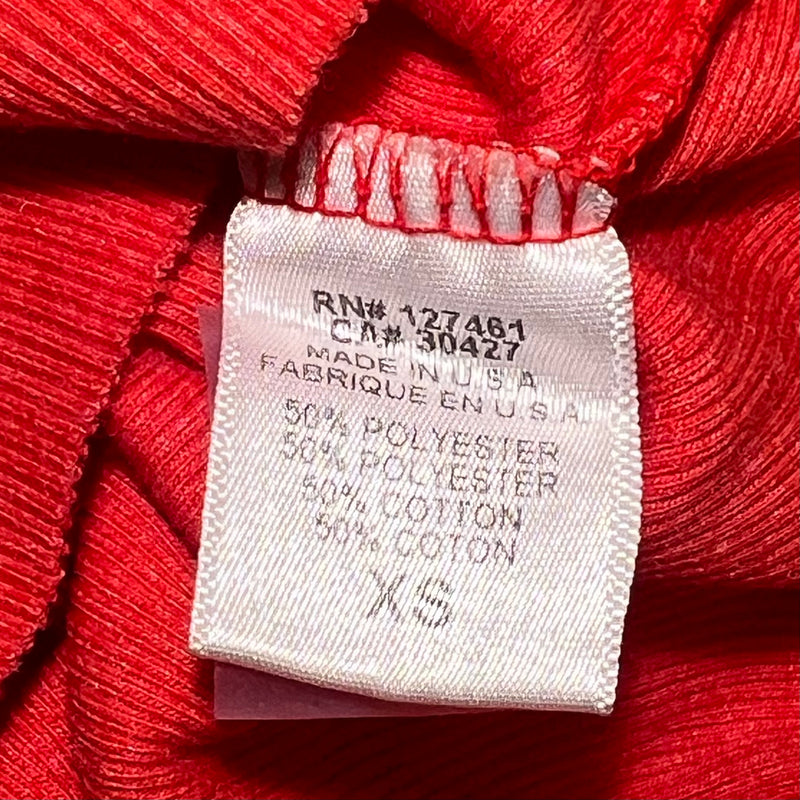 RN# 127461
CA# 30427
MADE IN U.S.A
FABRIQUE EN U.S.A
50% POLYESTER
50% POLYESTER
50% COTTON
50% COTON
XS